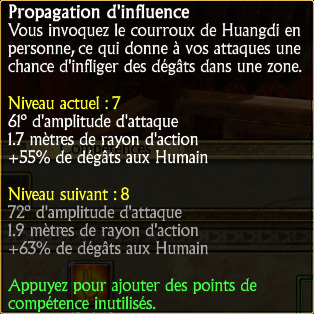 Propagation d'influence
Vous invoquez le courroux de Huangdi en
personne, ce qui donne à vos attaques une
chance d'infliger des dégâts dans une zone.
Niveau actuel : 7
61° d'amplitude d'attaque
1.7 mètres de rayon d'action
+55% de dégâts aux Humain
Niveau suivant : 8
72° d'amplitude d'attaque
1.9 mètres de rayon d'action
+63% de dégâts aux Humain
Appuyez pour ajouter des points de
compétence inutilisés.